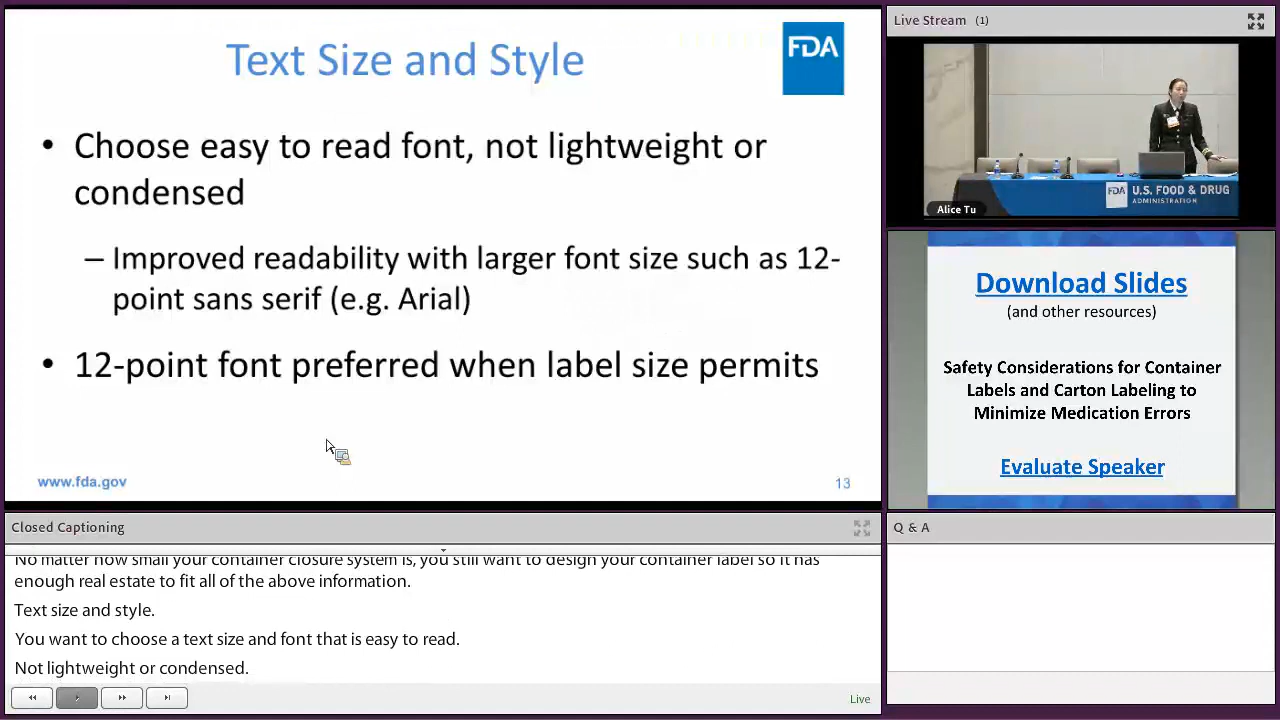 Text Size and Style
FDA
• Choose easy to read font, not lightweight or
condensed
– Improved readability with larger font size such as 12-
point sans serif (e.g. Arial)
• 12-point font preferred when label size permits
www.fda.gov
13
Live Stream (1)
FDA U.S. FOOD & DRUG
ADMINISTRATION
Alice Tu
Download Slides
(and other resources)
Safety Considerations for Container
Labels and Carton Labeling to
Minimize Medication Errors
Evaluate Speaker
Closed Captioning
No matter how small your container closure system is, you still want to design your container label so it has
enough real estate to fit all of the above information.
Text size and style.
You want to choose a text size and font that is easy to read.
Not lightweight or condensed.
Live
Q & A